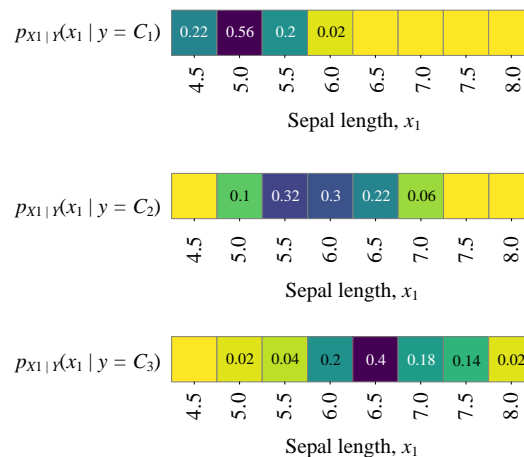 p_{X1 | Y}(x_1 | y = C_1) 0.22 0.56 0.2 0.02
4.5 5.0 5.5 6.0 6.5 7.0 7.5 8.0
Sepal length, x_1
p_{X1 | Y}(x_1 | y = C_2) 0.1 0.32 0.3 0.22 0.06
4.5 5.0 5.5 6.0 6.5 7.0 7.5 8.0
Sepal length, x_1
p_{X1 | Y}(x_1 | y = C_3) 0.02 0.04 0.2 0.4 0.18 0.14 0.02
4.5 5.0 5.5 6.0 6.5 7.0 7.5 8.0
Sepal length, x_1